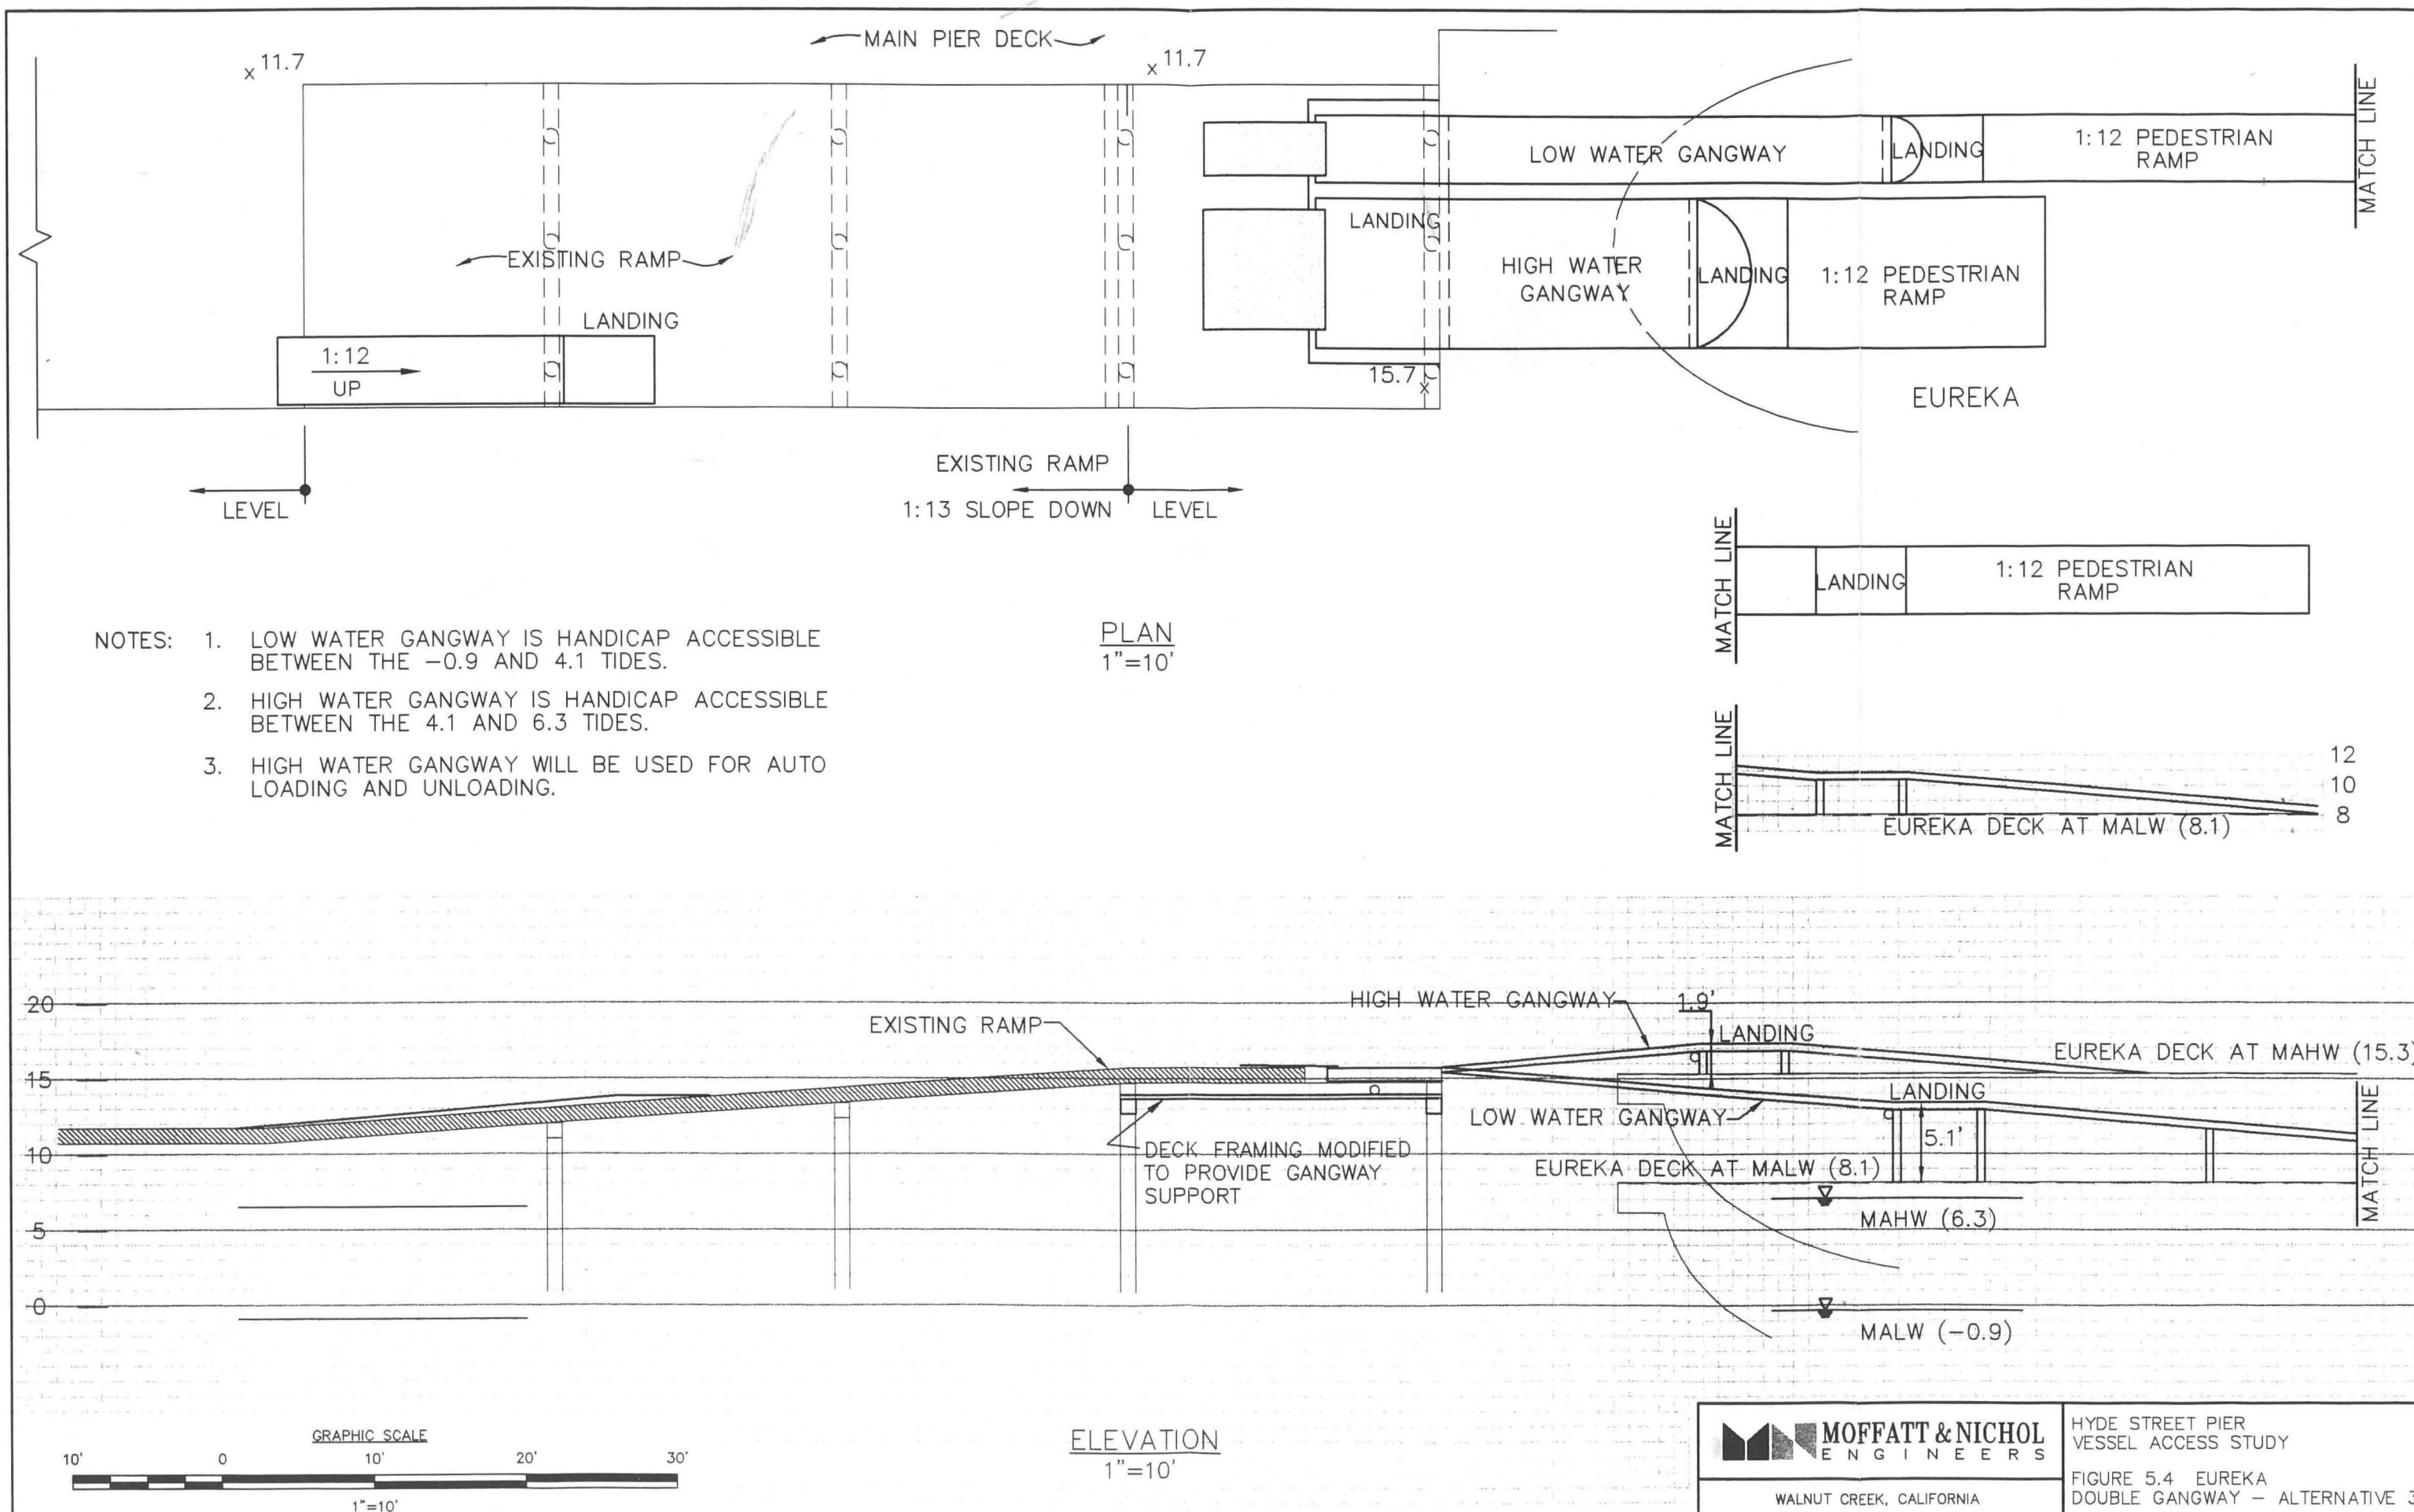 MAIN PIER DECK
x 11.7
x 11.7
MATCH LINE
LOW WATER GANGWAY
LANDING
1:12 PEDESTRIAN
RAMP
LANDING
EXISTING RAMP
HIGH WATER
GANGWAY
LANDING
1:12 PEDESTRIAN
RAMP
LANDING
1:12
UP
15.7
x
EUREKA
EXISTING RAMP
LEVEL
1:13 SLOPE DOWN
LEVEL
MATCH LINE
LANDING
1:12 PEDESTRIAN
RAMP
PLAN
1"=10'
NOTES:
1. LOW WATER GANGWAY IS HANDICAP ACCESSIBLE
BETWEEN THE -0.9 AND 4.1 TIDES.
2. HIGH WATER GANGWAY IS HANDICAP ACCESSIBLE
BETWEEN THE 4.1 AND 6.3 TIDES.
3. HIGH WATER GANGWAY WILL BE USED FOR AUTO
LOADING AND UNLOADING.
MATCH LINE
12
10
8
EUREKA DECK AT MALW (8.1)
20
15
10
5
0
HIGH WATER GANGWAY
1.9'
EXISTING RAMP
LANDING
EUREKA DECK AT MAHW (15.3)
LANDING
LOW WATER GANGWAY
5.1'
MATCH LINE
DECK FRAMING MODIFIED
TO PROVIDE GANGWAY
SUPPORT
EUREKA DECK AT MALW (8.1)
MAHW (6.3)
MALW (-0.9)
GRAPHIC SCALE
10' 0 10' 20' 30'
1"=10'
ELEVATION
1"=10'
MOFFATT & NICHOL
ENGINEERS
WALNUT CREEK, CALIFORNIA
HYDE STREET PIER
VESSEL ACCESS STUDY
FIGURE 5.4 EUREKA
DOUBLE GANGWAY - ALTERNATIVE 3